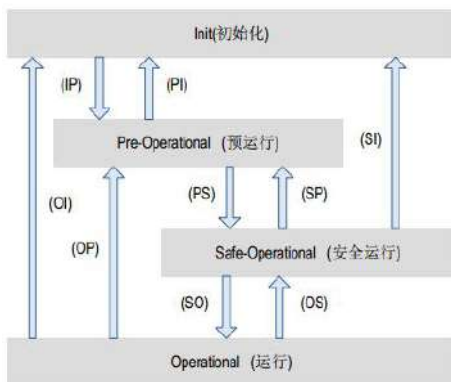 Init(初始化)
(IP)
(PI)
Pre-Operational (预运行)
(SI)
(PS)
(SP)
(OI)
(OP)
Safe-Operational (安全运行)
(SO)
(OS)
Operational (运行)